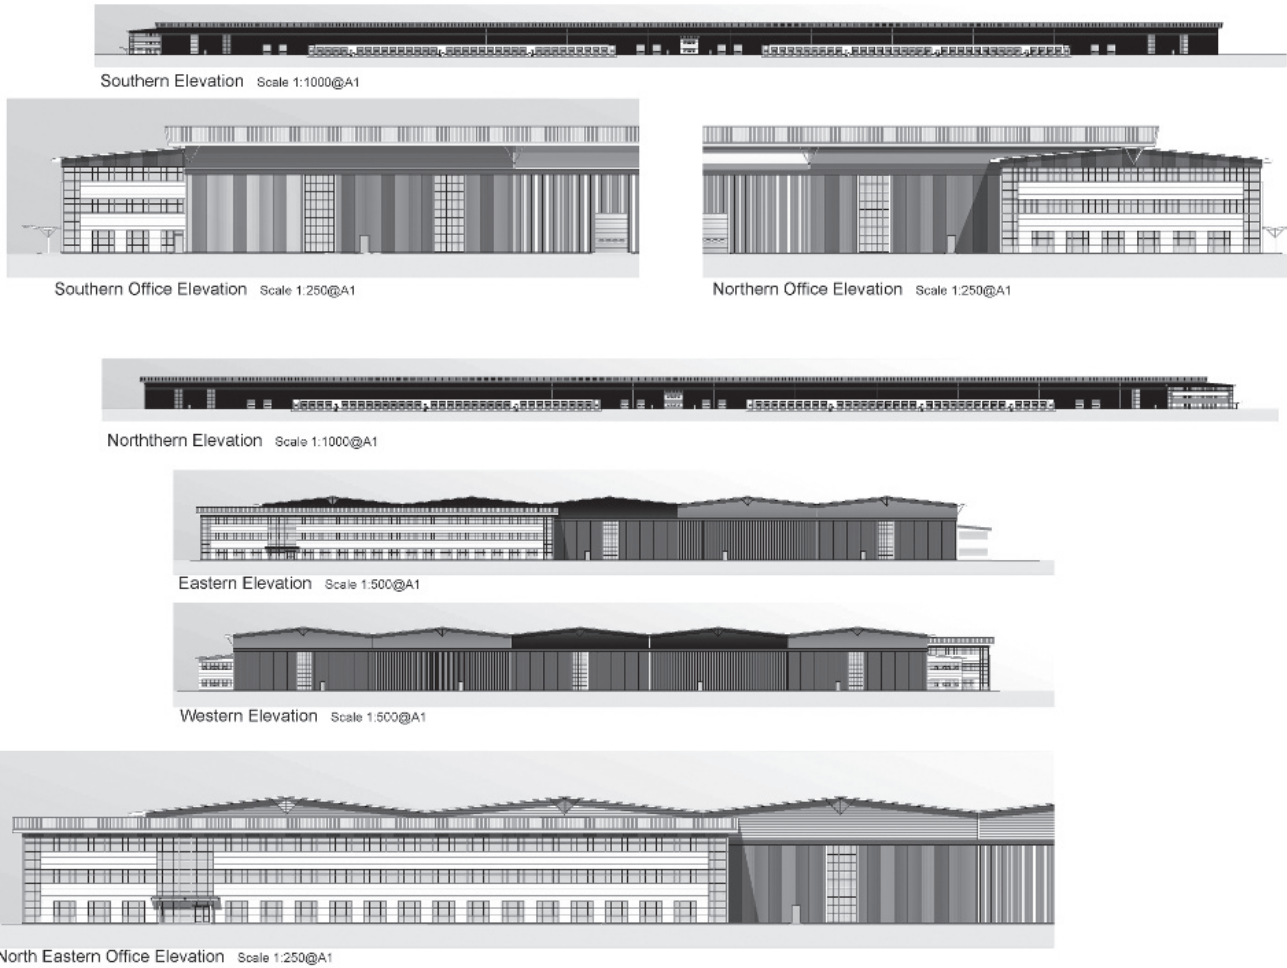 Southern Elevation Scale 1:1000@A1
Southern Office Elevation Scale 1:250@A1
Northern Office Elevation Scale 1:250@A1
Norththern Elevation Scale 1:1000@A1
Eastern Elevation Scale 1:500@A1
Western Elevation Scale 1:500@A1
North Eastern Office Elevation Scale 1:250@A1